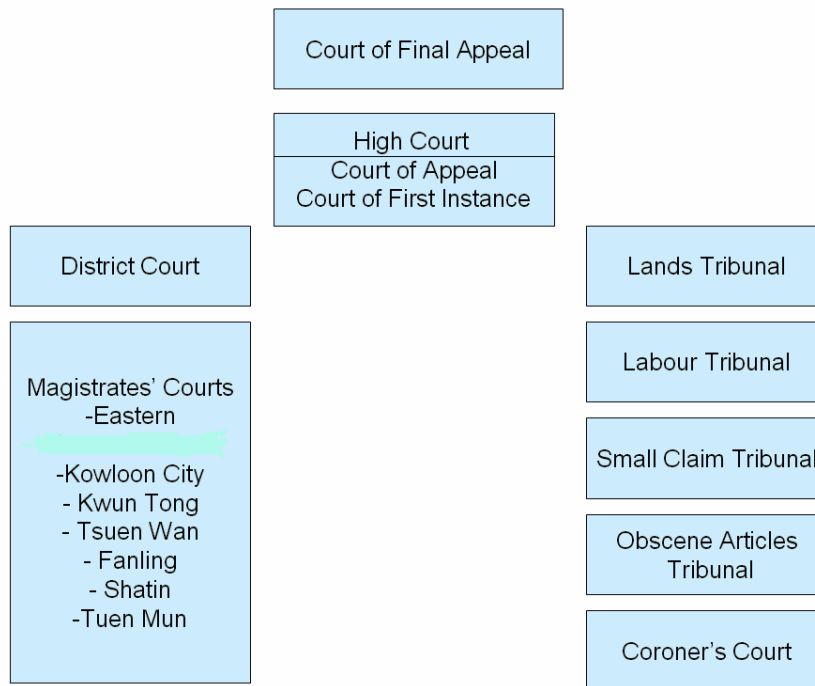 Court of Final Appeal
High Court
Court of Appeal
Court of First Instance
District Court
Magistrates' Courts
-Eastern
-Kowloon City
- Kwun Tong
- Tsuen Wan
- Fanling
- Shatin
-Tuen Mun
Lands Tribunal
Labour Tribunal
Small Claim Tribunal
Obscene Articles
Tribunal
Coroner's Court